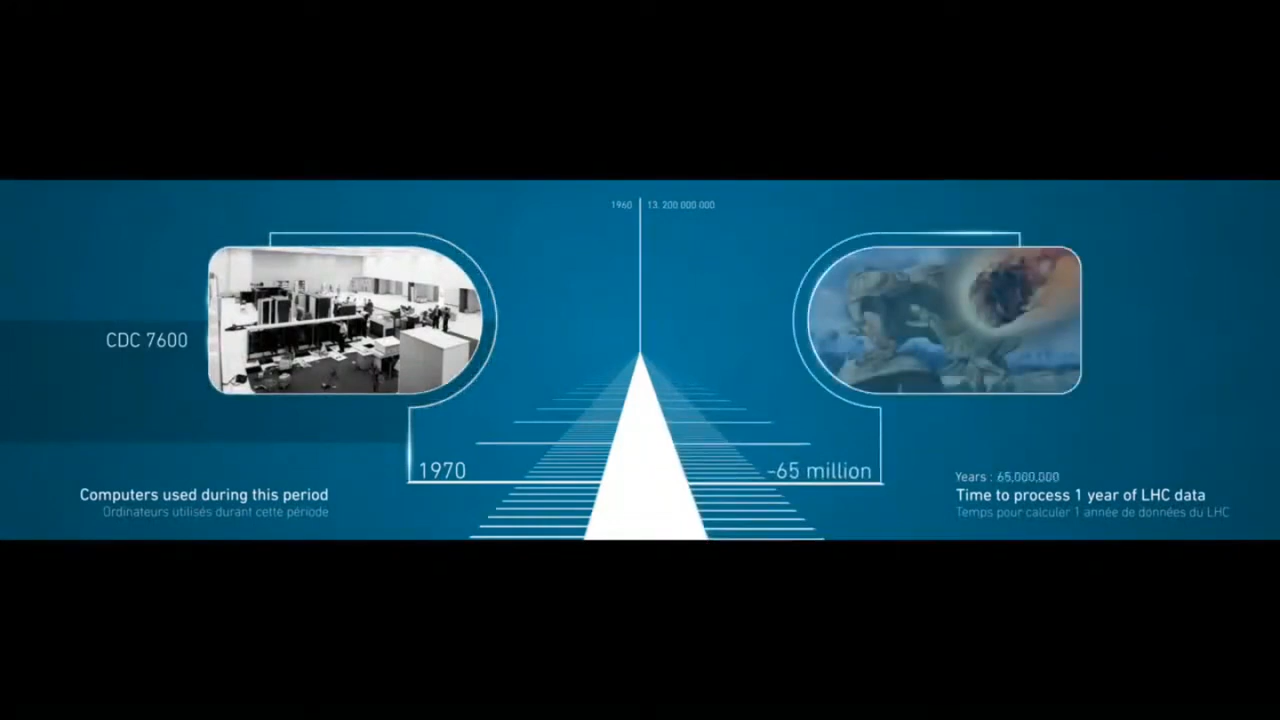 1960
13. 200 000 000
CDC 7600
1970
~65 million
Computers used during this period
Ordinateurs utilisés durant cette période
Years : 65,000,000
Time to process 1 year of LHC data
Temps pour calculer 1 année de données du LHC